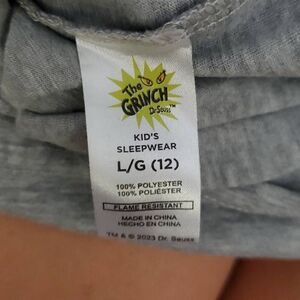 The
GRINCH
Dr. Seuss™
KID'S
SLEEPWEAR
L/G (12)
100% POLYESTER
100% POLIÉSTER
FLAME RESISTANT
MADE IN CHINA
HECHO EN CHINA
TM & © 2023 Dr. Seuss